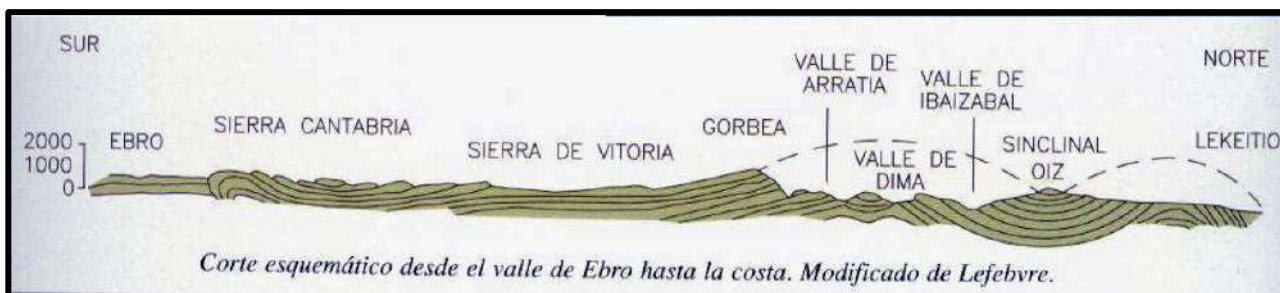 SUR
NORTE
VALLE DE
ARRATIA
VALLE DE
IBAIZABAL
SIERRA CANTABRIA
GORBEA
EBRO
SIERRA DE VITORIA
VALLE DE
DIMA
SINCLINAL
OIZ
LEKEITIO
2000
1000
0
Corte esquemático desde el valle de Ebro hasta la costa. Modificado de Lefebvre.